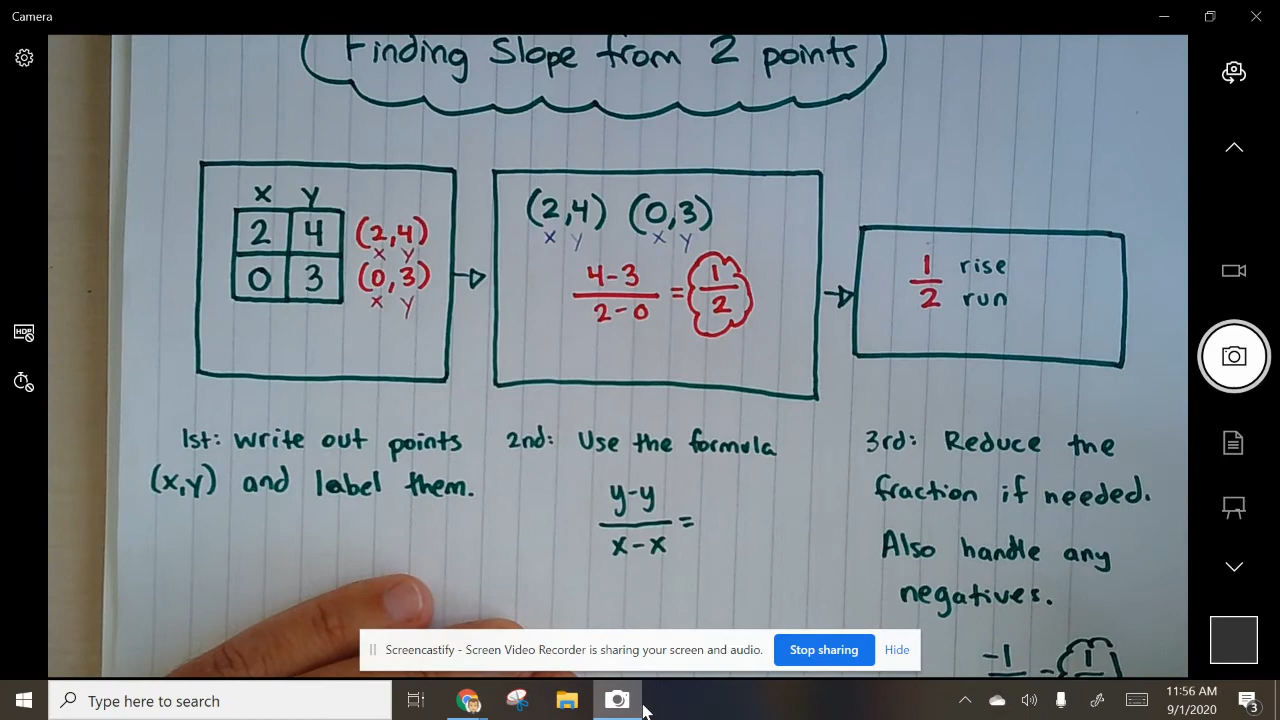 Camera
Finding Slope from 2 points
x y
2 4 (2,4)
x y
0 3 (0,3)
x y
(2,4) (0,3)
x y x y
4-3
2-0
=
1
2
1 rise
2 run
1st: write out points
(x,y) and label them.
2nd: Use the formula
y-y
x-x
=
3rd: Reduce the
fraction if needed.
Also handle any
negatives.
-1
1
Screencastify - Screen Video Recorder is sharing your screen and audio.
Stop sharing
Hide
Type here to search
11:56 AM
9/1/2020
3